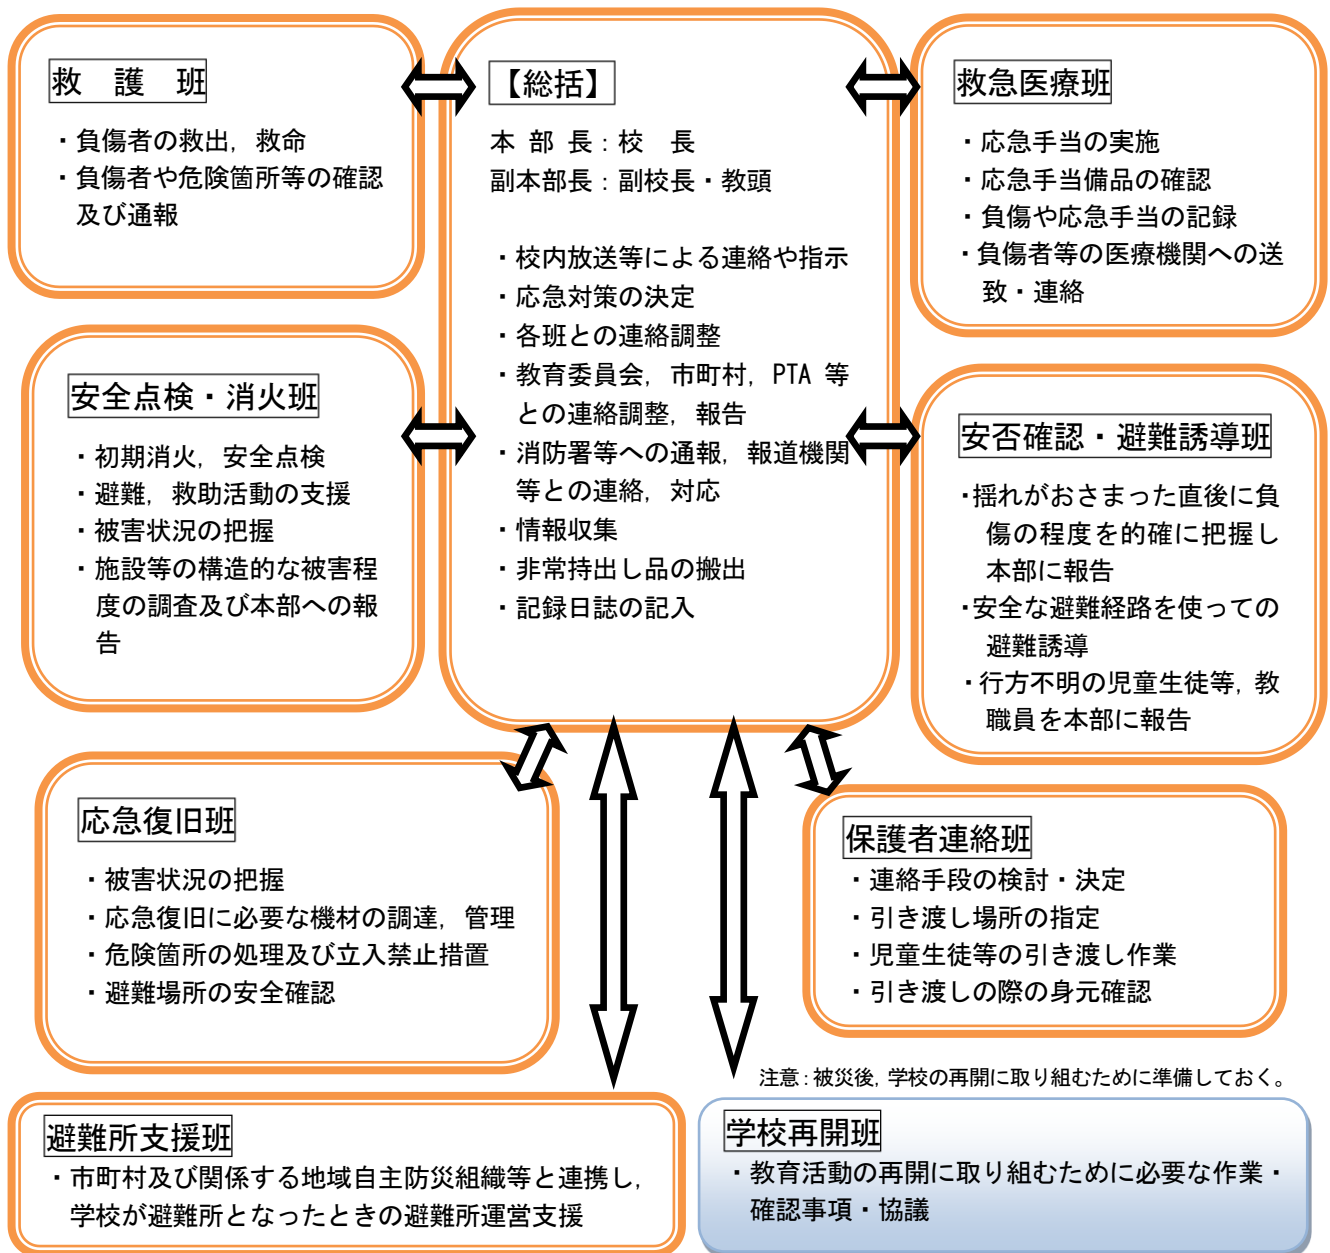 救　護　班
・負傷者の救出，救命
・負傷者や危険箇所等の確認
及び通報
【総括】
本 部 長：校　長
副本部長：副校長・教頭
・校内放送等による連絡や指示
・応急対策の決定
・各班との連絡調整
・教育委員会，市町村，PTA 等
との連絡調整，報告
・消防署等への通報，報道機関
等との連絡，対応
・情報収集
・非常持出し品の搬出
・記録日誌の記入
救急医療班
・応急手当の実施
・応急手当備品の確認
・負傷や応急手当の記録
・負傷者等の医療機関への送
致・連絡
安全点検・消火班
・初期消火，安全点検
・避難，救助活動の支援
・被害状況の把握
・施設等の構造的な被害程
度の調査及び本部への報
告
安否確認・避難誘導班
・揺れがおさまった直後に負
傷の程度を的確に把握し
本部に報告
・安全な避難経路を使っての
避難誘導
・行方不明の児童生徒等，教
職員を本部に報告
応急復旧班
・被害状況の把握
・応急復旧に必要な機材の調達，管理
・危険箇所の処理及び立入禁止措置
・避難場所の安全確認
保護者連絡班
・連絡手段の検討・決定
・引き渡し場所の指定
・児童生徒等の引き渡し作業
・引き渡しの際の身元確認
避難所支援班
・市町村及び関係する地域自主防災組織等と連携し，
学校が避難所となったときの避難所運営支援
注意：被災後，学校の再開に取り組むために準備しておく。
学校再開班
・教育活動の再開に取り組むために必要な作業・
確認事項・協議